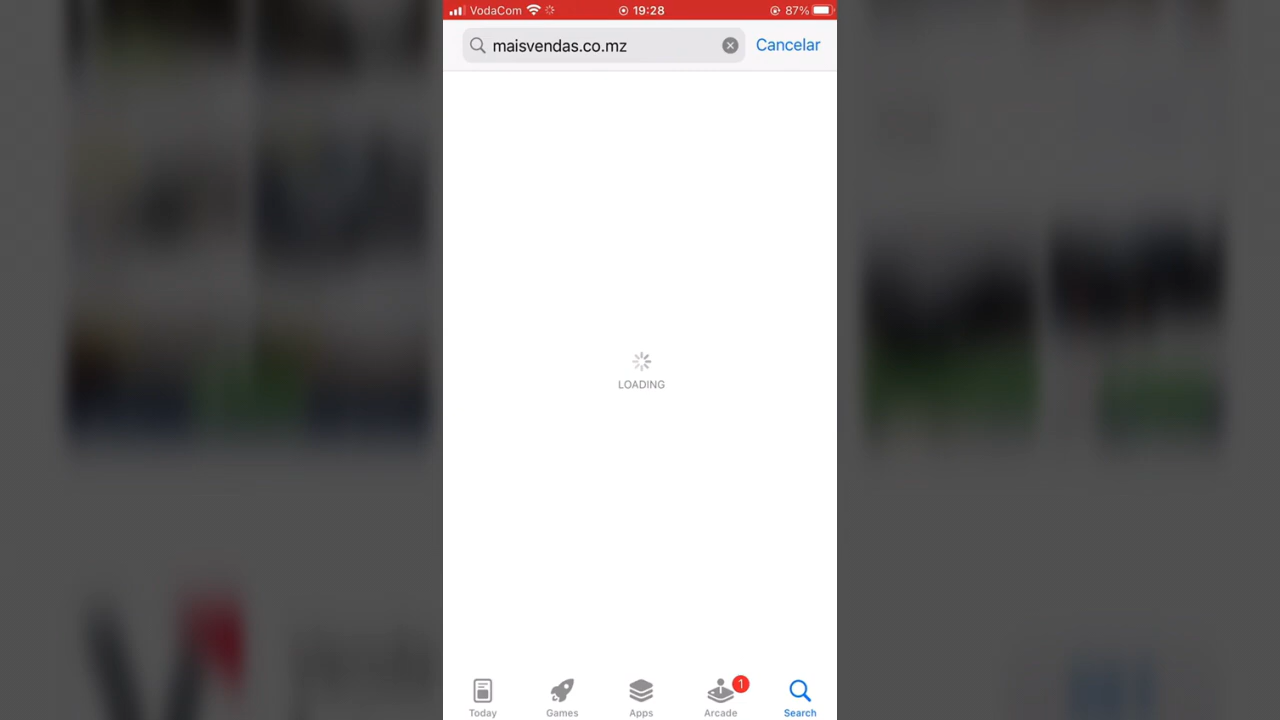 VodaCom 19:28 87%
maisvendas.co.mz Cancelar
LOADING
1
Today Games Apps Arcade Search